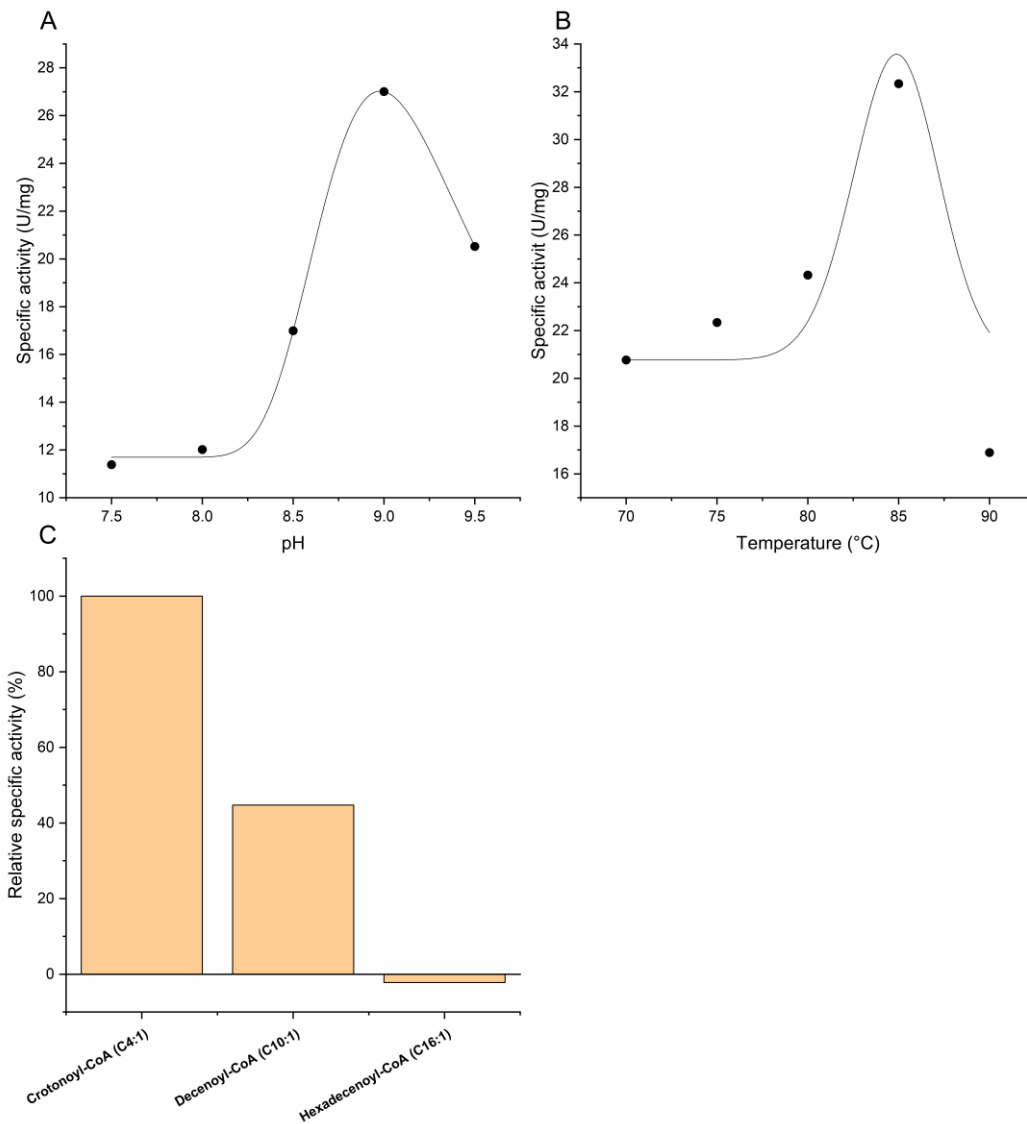 A
Specific activity (U/mg)
28
26
24
22
20
18
16
14
12
10
7.5 8.0 8.5 9.0 9.5
pH
B
Specific activit (U/mg)
34
32
30
28
26
24
22
20
18
16
70 75 80 85 90
Temperature (°C)
C
Relative specific activity (%)
100
80
60
40
20
0
Crotonoyl-CoA (C4:1)
Decenoyl-CoA (C10:1)
Hexadecenoyl-CoA (C16:1)